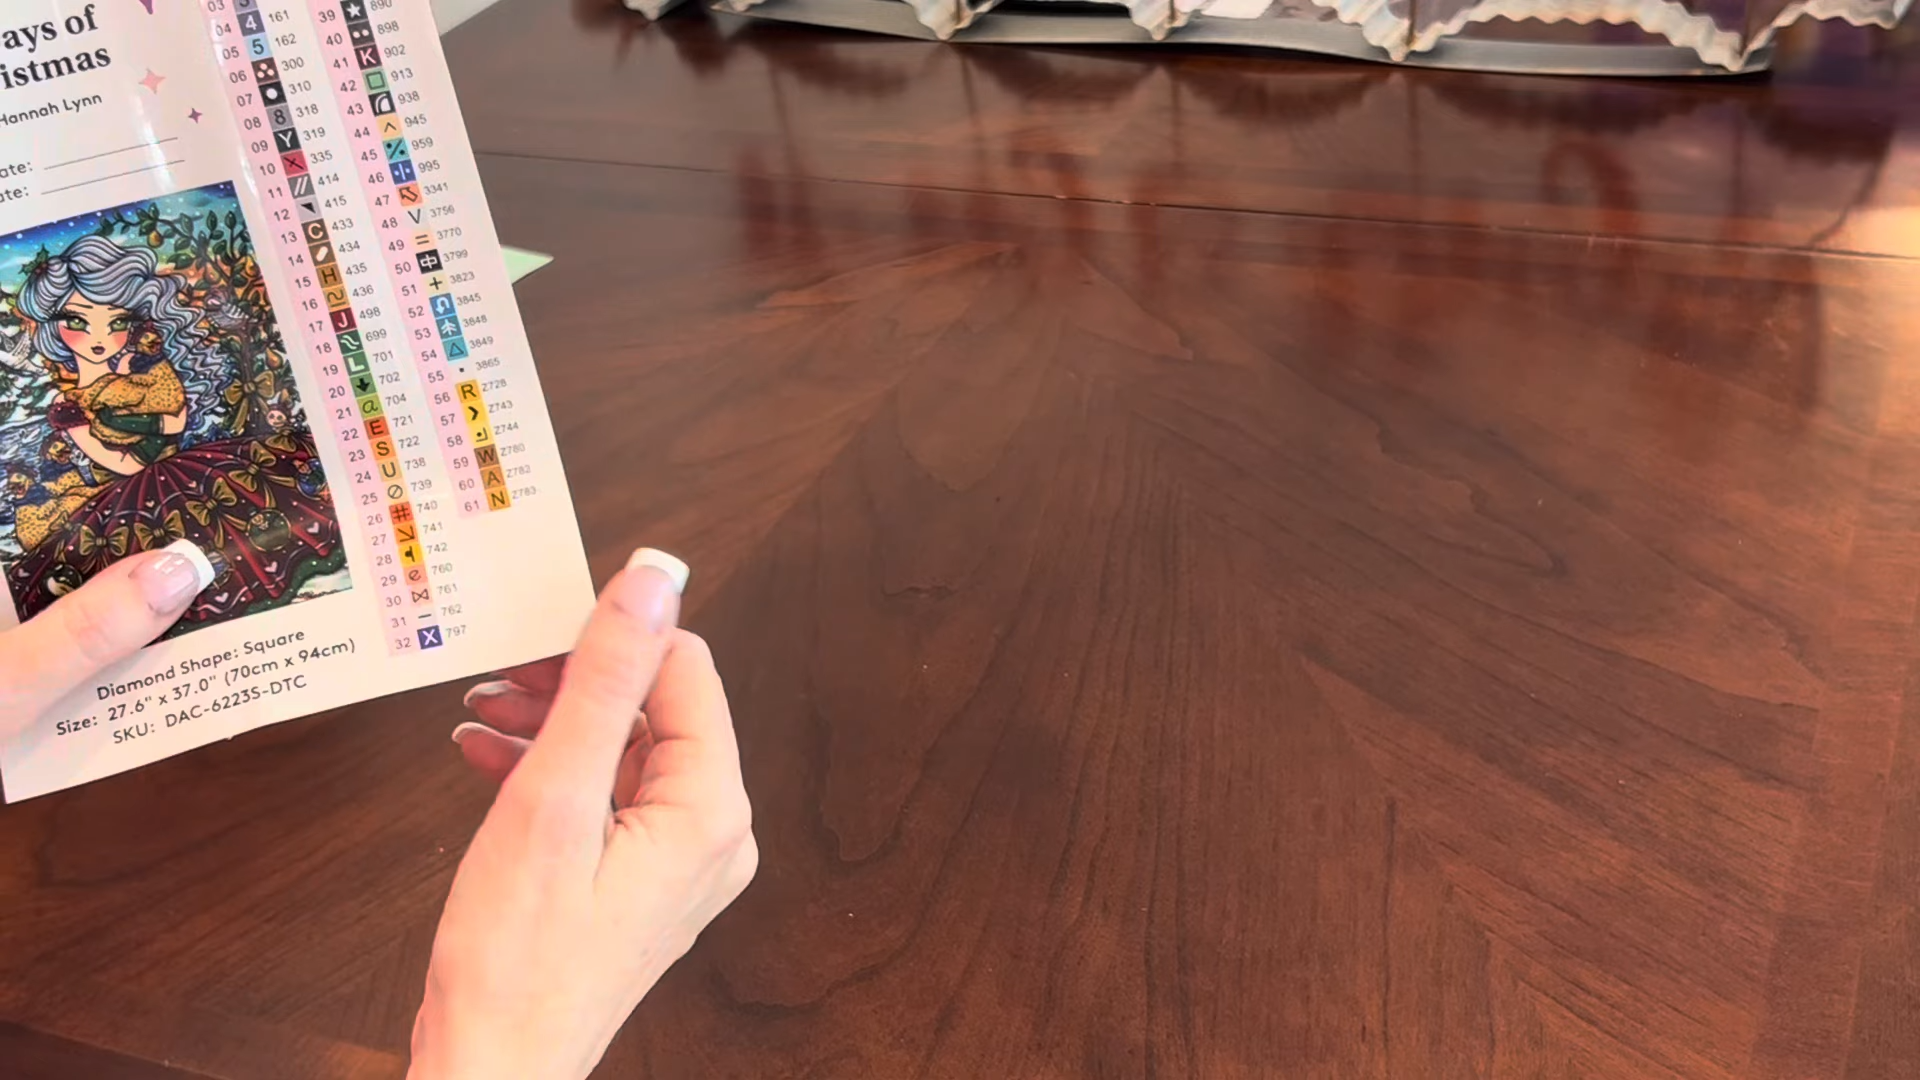 ays of
istmas
Hannah Lynn
ate:
ate:
Diamond Shape: Square
Size: 27.6" x 37.0" (70cm x 94cm)
SKU: DAC-6223S-DTC
03
04 4 161
05 5 162
06 300
07 310
08 8 318
09 Y 319
10 335
11 // 414
12 415
13 C 433
14 434
15 H 435
16 436
17 J 498
18 699
19 L 701
20 702
21 a 704
22 E 721
23 S 722
24 U 738
25 739
26 # 740
27 741
28 742
29 e 760
30 761
31 – 762
32 X 797
39 890
40 898
41 K 902
42 913
43 938
44 ^ 945
45 959
46 995
47 3341
48 V 3756
49 = 3770
50 中 3799
51 + 3823
52 3845
53 3848
54 3849
55 3865
56 R Z728
57 Z743
58 Z744
59 W Z780
60 A Z782
61 N Z783